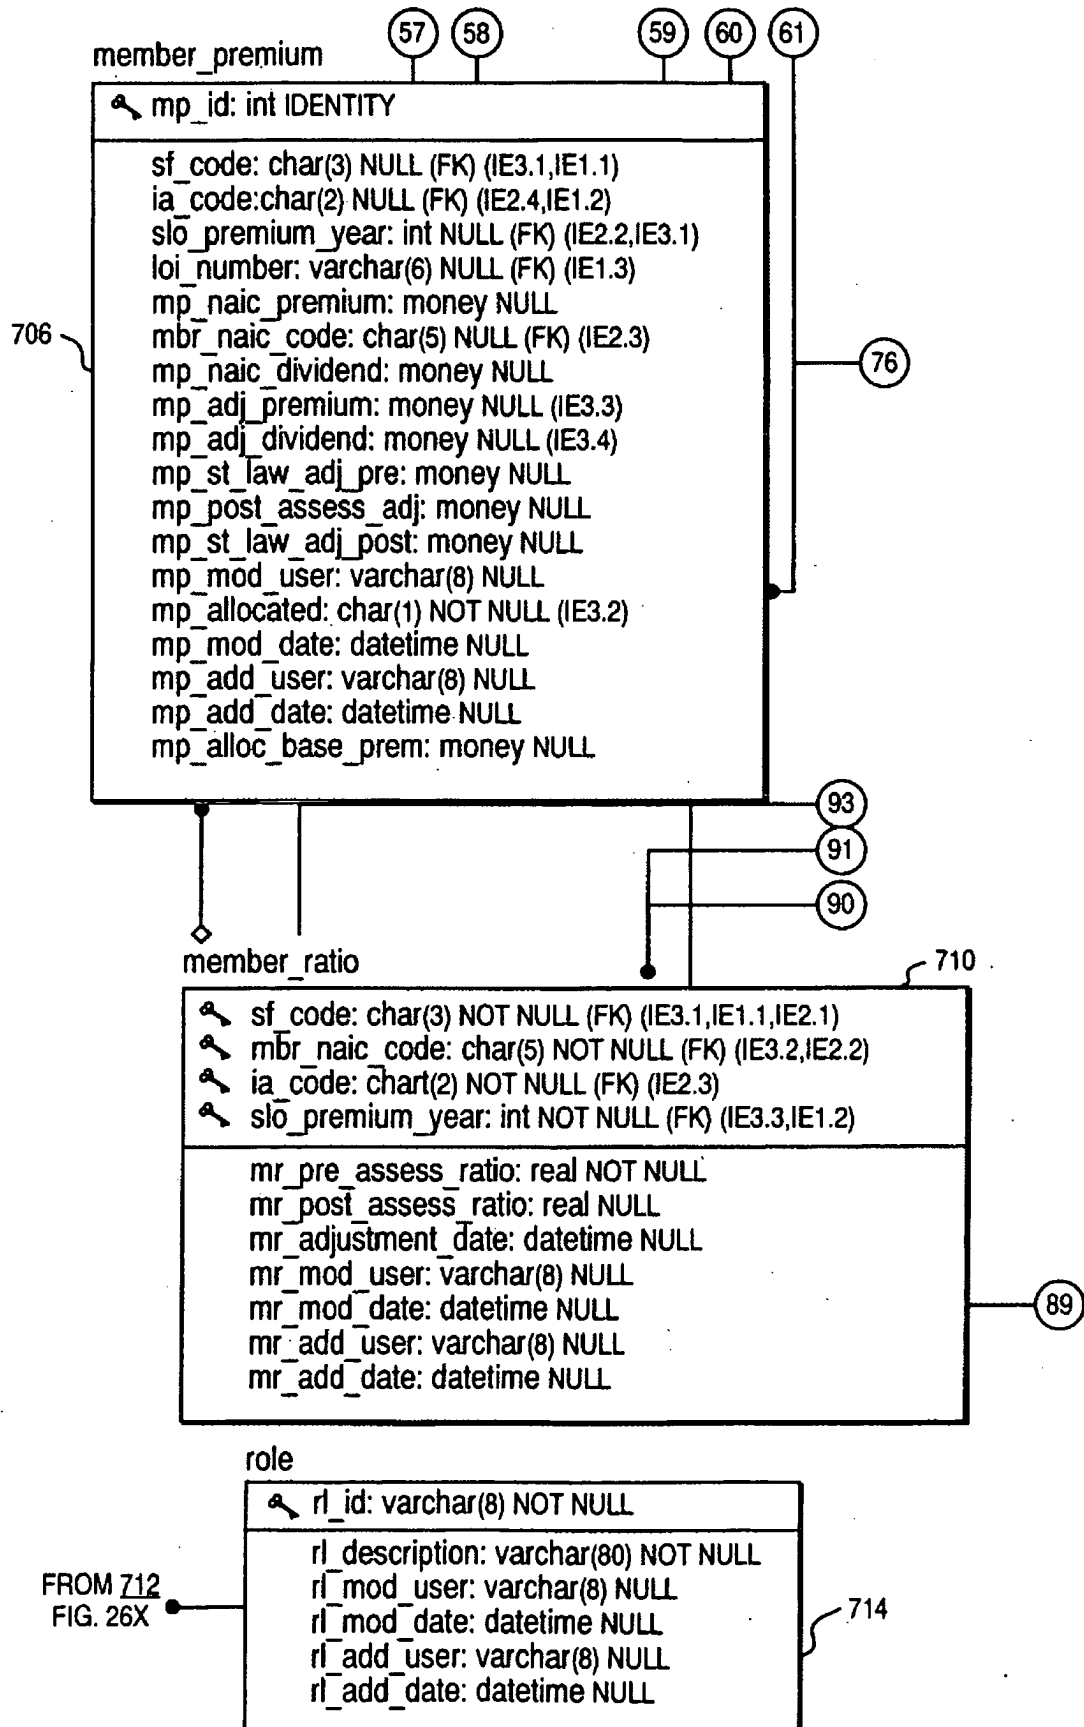 57 58 59 60 61
member_premium
mp_id: int IDENTITY
sf_code: char(3) NULL (FK) (IE3.1,IE1.1)
ia_code:char(2) NULL (FK) (IE2.4,IE1.2)
slo_premium_year: int NULL (FK) (IE2.2,IE3.1)
loi_number: varchar(6) NULL (FK) (IE1.3)
mp_naic_premium: money NULL
706
mbr_naic_code: char(5) NULL (FK) (IE2.3)
76
mp_naic_dividend: money NULL
mp_adj_premium: money NULL (IE3.3)
mp_adj_dividend: money NULL (IE3.4)
mp_st_law_adj_pre: money NULL
mp_post_assess_adj: money NULL
mp_st_law_adj_post: money NULL
mp_mod_user: varchar(8) NULL
mp_allocated: char(1) NOT NULL (IE3.2)
mp_mod_date: datetime NULL
mp_add_user: varchar(8) NULL
mp_add_date: datetime NULL
mp_alloc_base_prem: money NULL
93
91
90
member_ratio
710
sf_code: char(3) NOT NULL (FK) (IE3.1,IE1.1,IE2.1)
mbr_naic_code: char(5) NOT NULL (FK) (IE3.2,IE2.2)
ia_code: chart(2) NOT NULL (FK) (IE2.3)
slo_premium_year: int NOT NULL (FK) (IE3.3,IE1.2)
mr_pre_assess_ratio: real NOT NULL
mr_post_assess_ratio: real NULL
mr_adjustment_date: datetime NULL
mr_mod_user: varchar(8) NULL
mr_mod_date: datetime NULL
89
mr_add_user: varchar(8) NULL
mr_add_date: datetime NULL
role
rl_id: varchar(8) NOT NULL
rl_description: varchar(80) NOT NULL
FROM 712
FIG. 26X
rl_mod_user: varchar(8) NULL
rl_mod_date: datetime NULL
714
rl_add_user: varchar(8) NULL
rl_add_date: datetime NULL